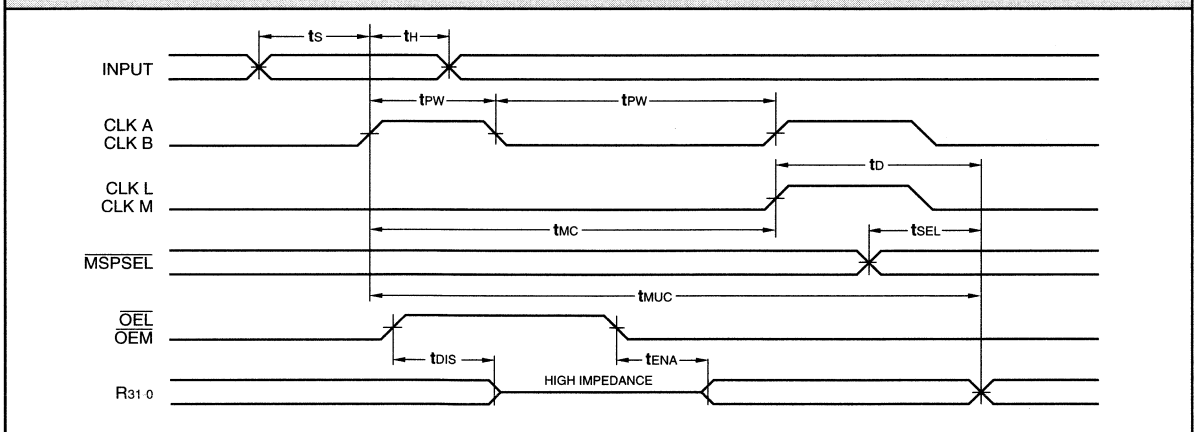 tS tH
INPUT
tPW tPW
CLK A
CLK B
tD
CLK L
CLK M
tMC tSEL
MSPSEL
tMUC
OEL
OEM
tDIS tENA
HIGH IMPEDANCE
R31-0